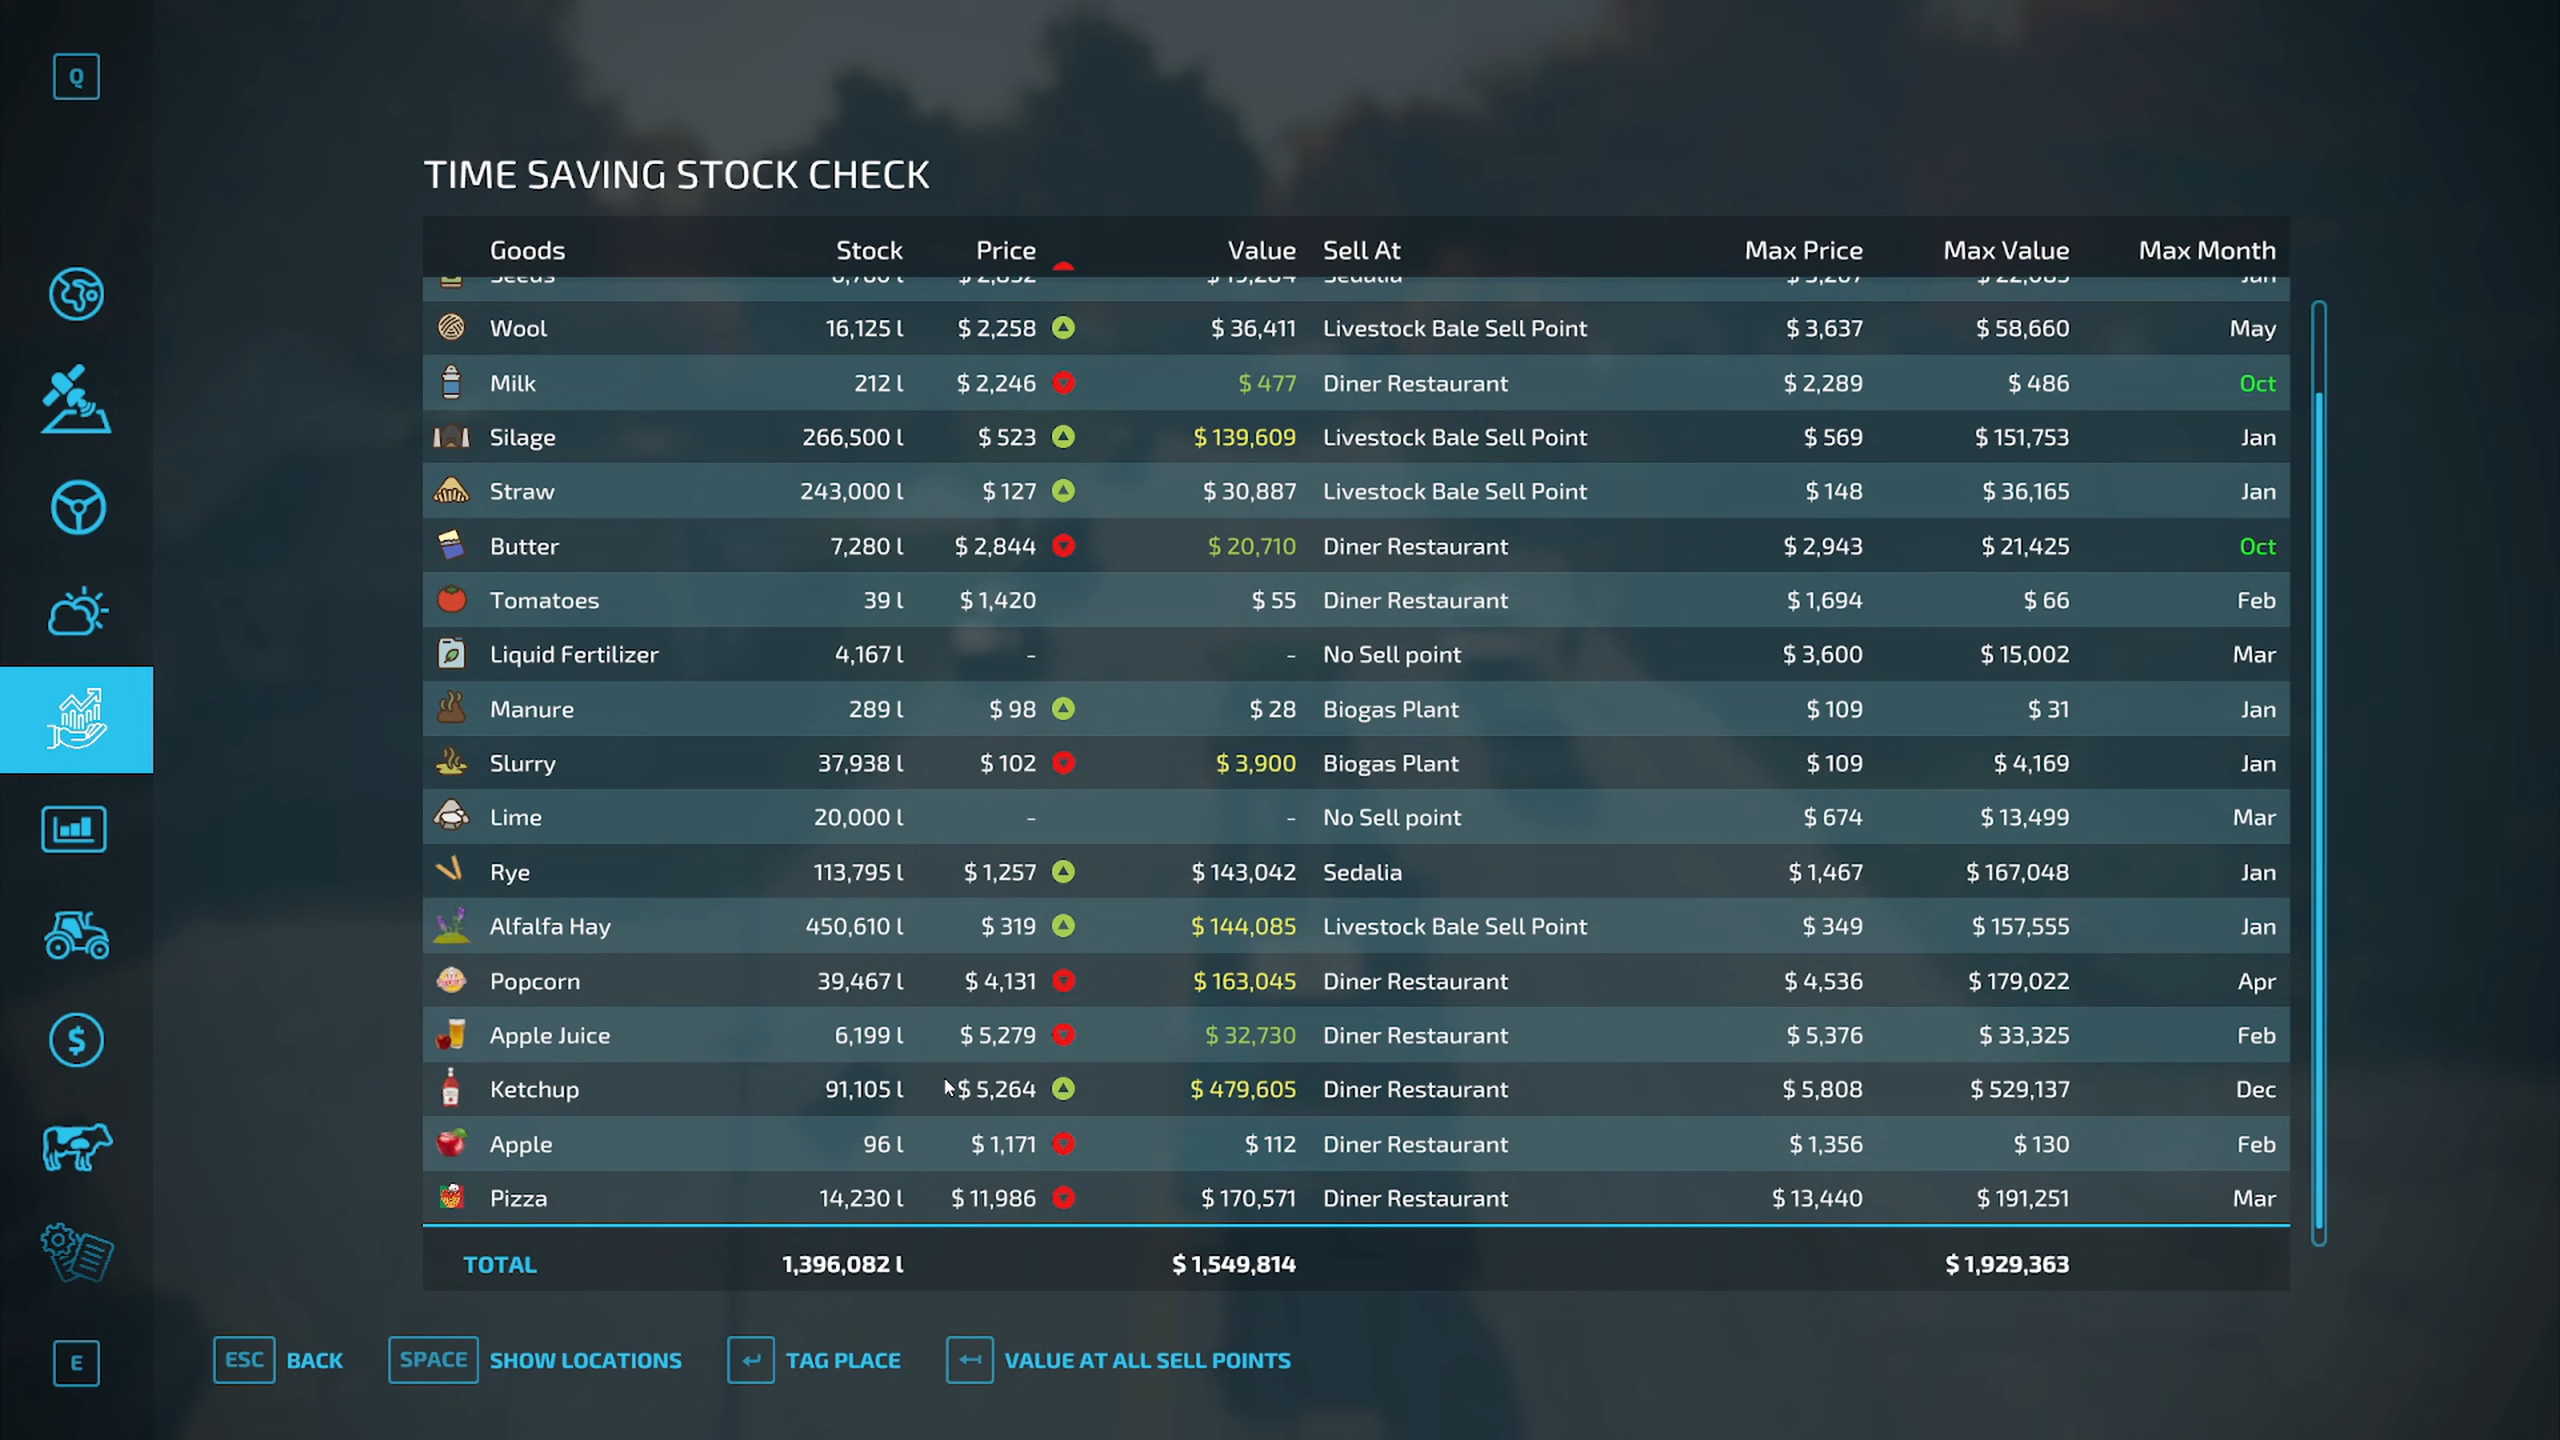 Q
TIME SAVING STOCK CHECK
Goods Stock Price Value Sell At Max Price Max Value Max Month
Seeds Sedalia Jan
Wool 16,125 l $ 2,258 $ 36,411 Livestock Bale Sell Point $ 3,637 $ 58,660 May
Milk 212 l $ 2,246 $ 477 Diner Restaurant $ 2,289 $ 486 Oct
Silage 266,500 l $ 523 $ 139,609 Livestock Bale Sell Point $ 569 $ 151,753 Jan
Straw 243,000 l $ 127 $ 30,887 Livestock Bale Sell Point $ 148 $ 36,165 Jan
Butter 7,280 l $ 2,844 $ 20,710 Diner Restaurant $ 2,943 $ 21,425 Oct
Tomatoes 39 l $ 1,420 $ 55 Diner Restaurant $ 1,694 $ 66 Feb
Liquid Fertilizer 4,167 l - - No Sell point $ 3,600 $ 15,002 Mar
Manure 289 l $ 98 $ 28 Biogas Plant $ 109 $ 31 Jan
Slurry 37,938 l $ 102 $ 3,900 Biogas Plant $ 109 $ 4,169 Jan
Lime 20,000 l - - No Sell point $ 674 $ 13,499 Mar
Rye 113,795 l $ 1,257 $ 143,042 Sedalia $ 1,467 $ 167,048 Jan
Alfalfa Hay 450,610 l $ 319 $ 144,085 Livestock Bale Sell Point $ 349 $ 157,555 Jan
Popcorn 39,467 l $ 4,131 $ 163,045 Diner Restaurant $ 4,536 $ 179,022 Apr
Apple Juice 6,199 l $ 5,279 $ 32,730 Diner Restaurant $ 5,376 $ 33,325 Feb
Ketchup 91,105 l $ 5,264 $ 479,605 Diner Restaurant $ 5,808 $ 529,137 Dec
Apple 96 l $ 1,171 $ 112 Diner Restaurant $ 1,356 $ 130 Feb
Pizza 14,230 l $ 11,986 $ 170,571 Diner Restaurant $ 13,440 $ 191,251 Mar
TOTAL 1,396,082 l $ 1,549,814 $ 1,929,363
E ESC BACK SPACE SHOW LOCATIONS TAG PLACE VALUE AT ALL SELL POINTS